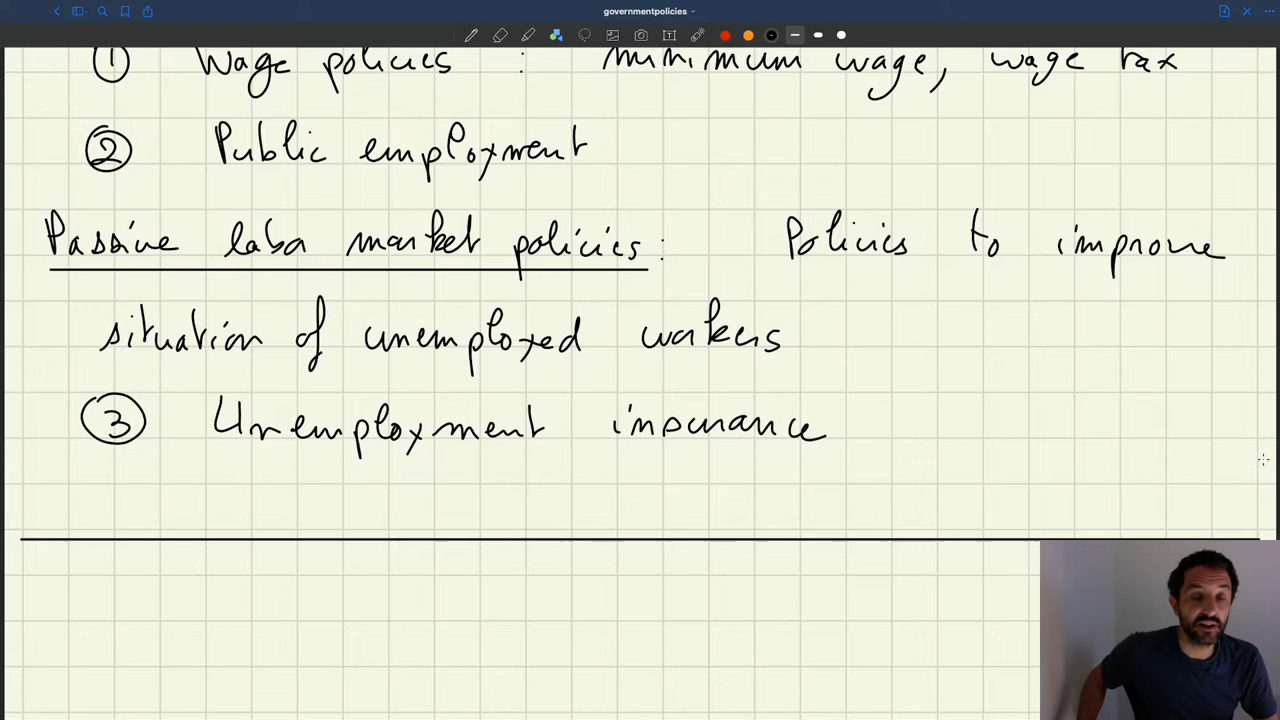 governmentpolicies
① Wage policies : minimum wage, wage tax
② Public employment
Passive labor market policies: Policies to improve
situation of unemployed workers
③ Unemployment insurance